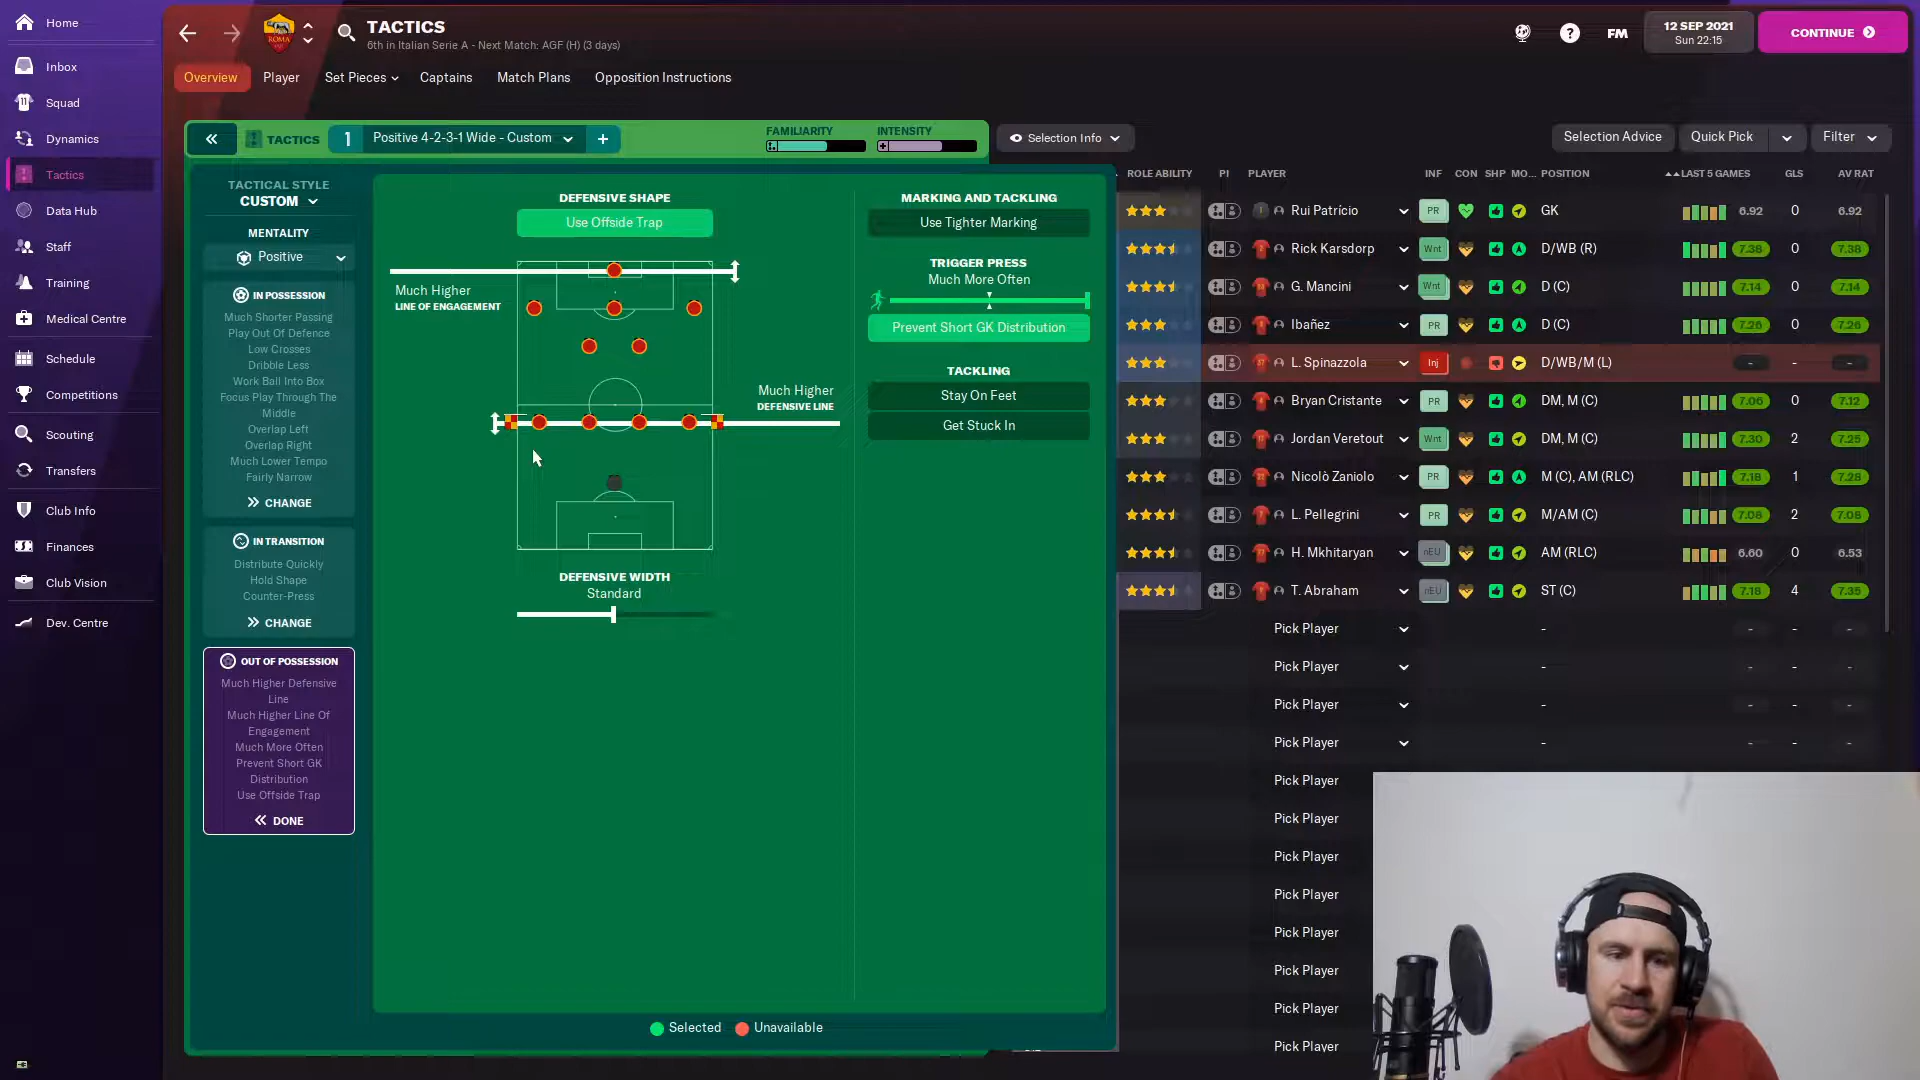 Home
Inbox
Squad
Dynamics
Tactics
Data Hub
Staff
Training
Medical Centre
Schedule
Competitions
Scouting
Transfers
Club Info
Finances
Club Vision
Dev. Centre
TACTICS
6th in Italian Serie A - Next Match: AGF (H) (3 days)
FM
12 SEP 2021
Sun 22:15
CONTINUE
Overview
Player
Set Pieces
Captains
Match Plans
Opposition Instructions
TACTICS
1
Positive 4-2-3-1 Wide - Custom
FAMILIARITY
INTENSITY
Selection Info
Selection Advice
Quick Pick
Filter
TACTICAL STYLE
CUSTOM
MENTALITY
Positive
IN POSSESSION
Much Shorter Passing
Play Out Of Defence
Low Crosses
Dribble Less
Work Ball Into Box
Focus Play Through The
Middle
Overlap Left
Overlap Right
Much Lower Tempo
Fairly Narrow
CHANGE
IN TRANSITION
Distribute Quickly
Hold Shape
Counter-Press
CHANGE
OUT OF POSSESSION
Much Higher Defensive
Line
Much Higher Line Of
Engagement
Much More Often
Prevent Short GK
Distribution
Use Offside Trap
DONE
DEFENSIVE SHAPE
Use Offside Trap
Much Higher
LINE OF ENGAGEMENT
Much Higher
DEFENSIVE LINE
DEFENSIVE WIDTH
Standard
MARKING AND TACKLING
Use Tighter Marking
TRIGGER PRESS
Much More Often
Prevent Short GK Distribution
TACKLING
Stay On Feet
Get Stuck In
Selected
Unavailable
ROLE ABILITY PI PLAYER INF CON SHP MO... POSITION LAST 5 GAMES GLS AV RAT
Rui Patrício PR GK 6.92 0 6.92
Rick Karsdorp Wnt D/WB (R) 7.38 0 7.38
G. Mancini Wnt D (C) 7.14 0 7.14
Ibañez PR D (C) 7.26 0 7.26
L. Spinazzola Inj D/WB/M (L) - - -
Bryan Cristante PR DM, M (C) 7.06 0 7.12
Jordan Veretout Wnt DM, M (C) 7.30 2 7.25
Nicolò Zaniolo PR M (C), AM (RLC) 7.18 1 7.28
L. Pellegrini PR M/AM (C) 7.08 2 7.08
H. Mkhitaryan nEU AM (RLC) 6.60 0 6.53
T. Abraham nEU ST (C) 7.18 4 7.35
Pick Player - - - -
Pick Player - - - -
Pick Player - - - -
Pick Player - - - -
Pick Player
Pick Player
Pick Player
Pick Player
Pick Player
Pick Player
Pick Player
Pick Player